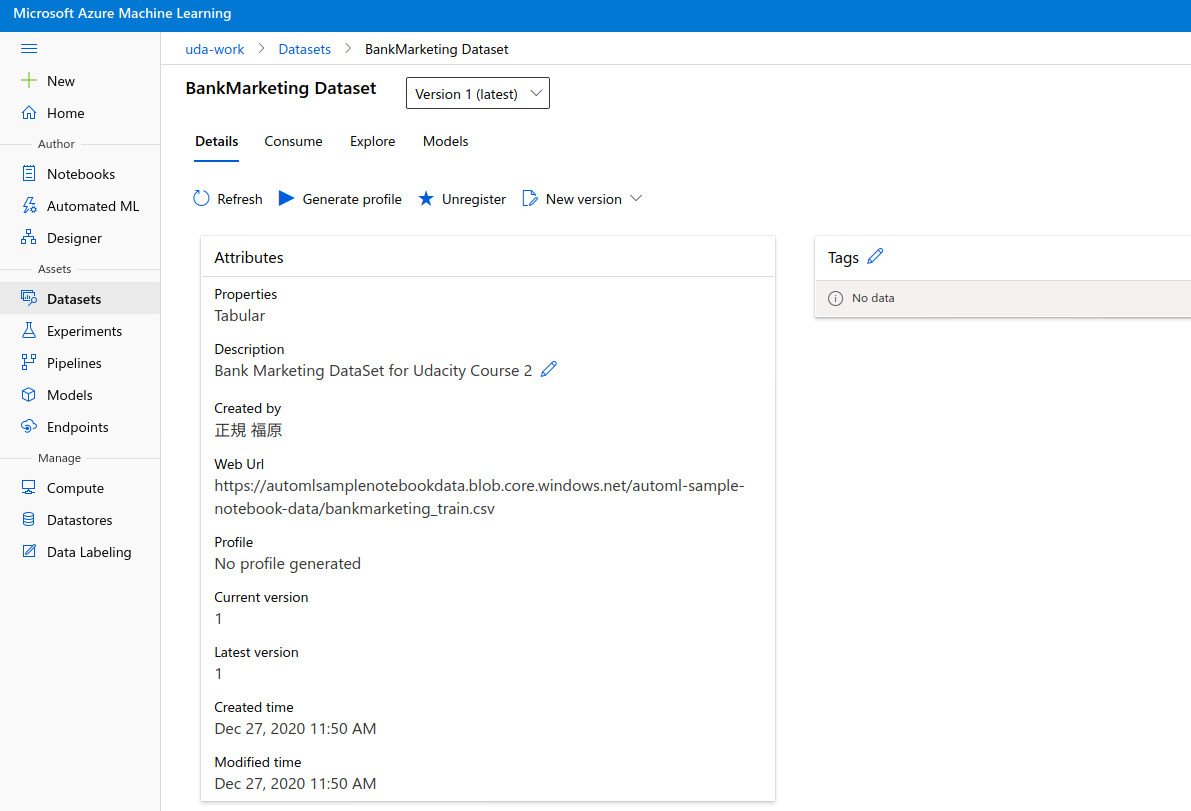 Microsoft Azure Machine Learning
uda-work > Datasets > BankMarketing Dataset
New
Home
Author
Notebooks
Automated ML
Designer
Assets
Datasets
Experiments
Pipelines
Models
Endpoints
Manage
Compute
Datastores
Data Labeling
BankMarketing Dataset
Version 1 (latest)
Details Consume Explore Models
Refresh Generate profile Unregister New version
Attributes
Properties
Tabular
Description
Bank Marketing DataSet for Udacity Course 2
Created by
正規 福原
Web Url
https://automlsamplenotebookdata.blob.core.windows.net/automl-sample-
notebook-data/bankmarketing_train.csv
Profile
No profile generated
Current version
1
Latest version
1
Created time
Dec 27, 2020 11:50 AM
Modified time
Dec 27, 2020 11:50 AM
Tags
No data